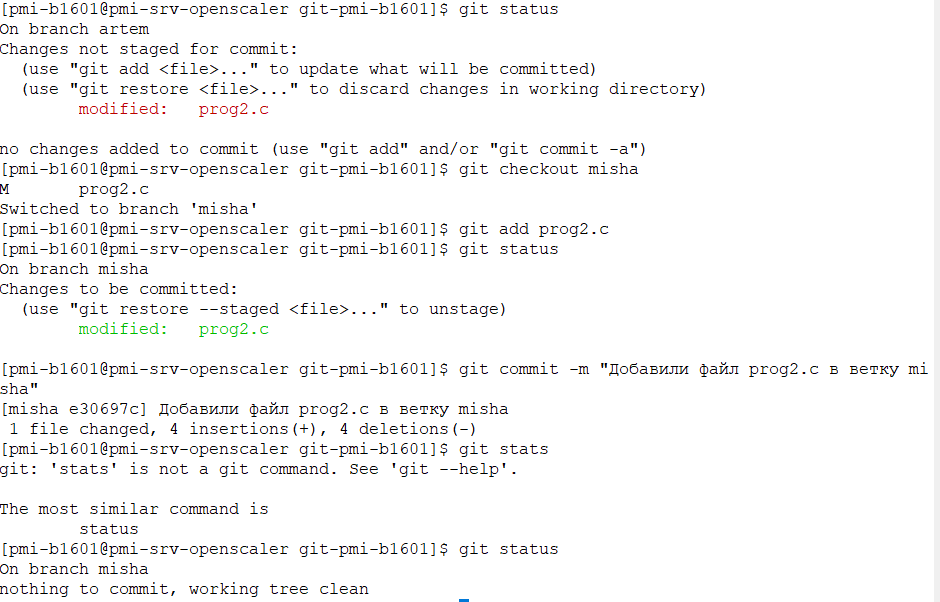 [pmi-b1601@pmi-srv-openscaler git-pmi-b1601]$ git status
On branch artem
Changes not staged for commit:
  (use "git add <file>..." to update what will be committed)
  (use "git restore <file>..." to discard changes in working directory)
        modified:   prog2.c

no changes added to commit (use "git add" and/or "git commit -a")
[pmi-b1601@pmi-srv-openscaler git-pmi-b1601]$ git checkout misha
M       prog2.c
Switched to branch 'misha'
[pmi-b1601@pmi-srv-openscaler git-pmi-b1601]$ git add prog2.c
[pmi-b1601@pmi-srv-openscaler git-pmi-b1601]$ git status
On branch misha
Changes to be committed:
  (use "git restore --staged <file>..." to unstage)
        modified:   prog2.c

[pmi-b1601@pmi-srv-openscaler git-pmi-b1601]$ git commit -m "Добавили файл prog2.c в ветку mi
sha"
[misha e30697c] Добавили файл prog2.c в ветку misha
 1 file changed, 4 insertions(+), 4 deletions(-)
[pmi-b1601@pmi-srv-openscaler git-pmi-b1601]$ git stats
git: 'stats' is not a git command. See 'git --help'.

The most similar command is
        status
[pmi-b1601@pmi-srv-openscaler git-pmi-b1601]$ git status
On branch misha
nothing to commit, working tree clean